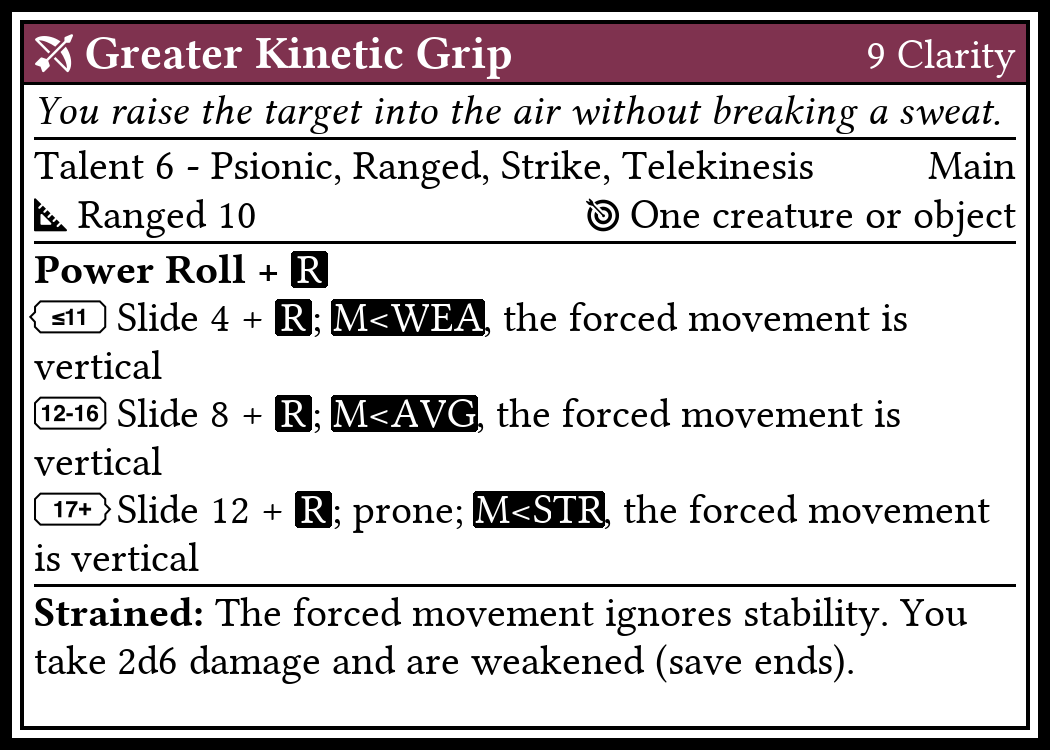 Greater Kinetic Grip 9 Clarity
You raise the target into the air without breaking a sweat.
Talent 6 - Psionic, Ranged, Strike, Telekinesis Main
Ranged 10 One creature or object
Power Roll + R
≤11 Slide 4 + R; M<WEA, the forced movement is
vertical
12-16 Slide 8 + R; M<AVG, the forced movement is
vertical
17+ Slide 12 + R; prone; M<STR, the forced movement
is vertical
Strained: The forced movement ignores stability. You
take 2d6 damage and are weakened (save ends).